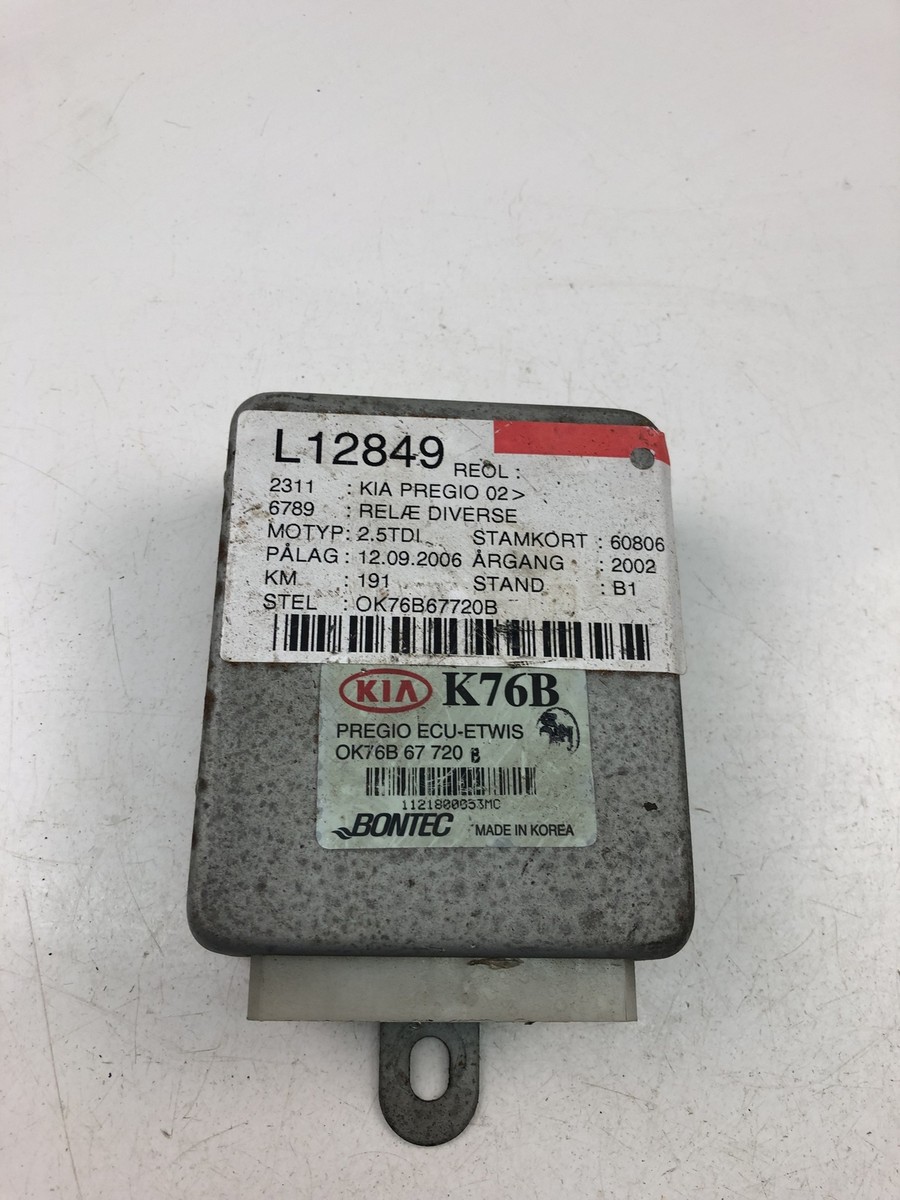 L12849 REOL :
2311 : KIA PREGIO 02>
6789 : RELÆ DIVERSE
MOTYP : 2.5TDI STAMKORT : 60806
PÅLAG : 12.09.2006 ÅRGANG : 2002
KM : 191 STAND : B1
STEL : OK76B67720B
KIA K76B
PREGIO ECU-ETWIS
OK76B 67 720 B
1121800053MC
BONTEC MADE IN KOREA